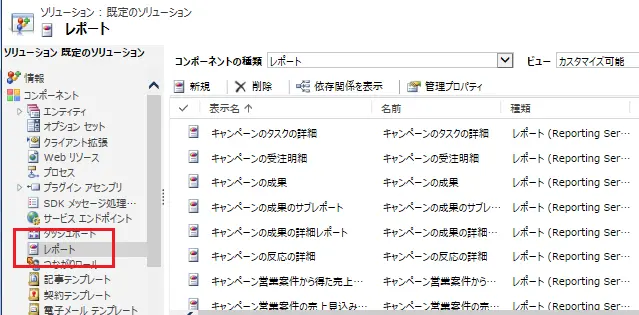 ソリューション : 既定のソリューション
レポート
ソリューション 既定のソリューション
情報
コンポーネント
エンティティ
オプション セット
クライアント拡張
Web リソース
プロセス
プラグイン アセンブリ
SDK メッセージ処理…
サービス エンドポイント
ダッシュボード
レポート
つながりロール
記事テンプレート
契約テンプレート
電子メール テンプレート
コンポーネントの種類 レポート ビュー カスタマイズ可能
新規 削除 依存関係を表示 管理プロパティ
表示名 名前 種類
キャンペーンのタスクの詳細 キャンペーンのタスクの詳細 レポート (Reporting Ser…
キャンペーンの受注明細 キャンペーンの受注明細 レポート (Reporting Ser…
キャンペーンの成果 キャンペーンの成果 レポート (Reporting Ser…
キャンペーンの成果のサブレポート キャンペーンの成果のサブ… レポート (Reporting Ser…
キャンペーンの成果の詳細レポート キャンペーンの成果の詳… レポート (Reporting Ser…
キャンペーンの反応の詳細 キャンペーンの反応の詳細 レポート (Reporting Ser…
キャンペーン営業案件から得た売上… キャンペーン営業案件から… レポート (Reporting Ser…
キャンペーン営業案件の売上見込み… キャンペーン営業案件の売… レポート (Reporting Ser…